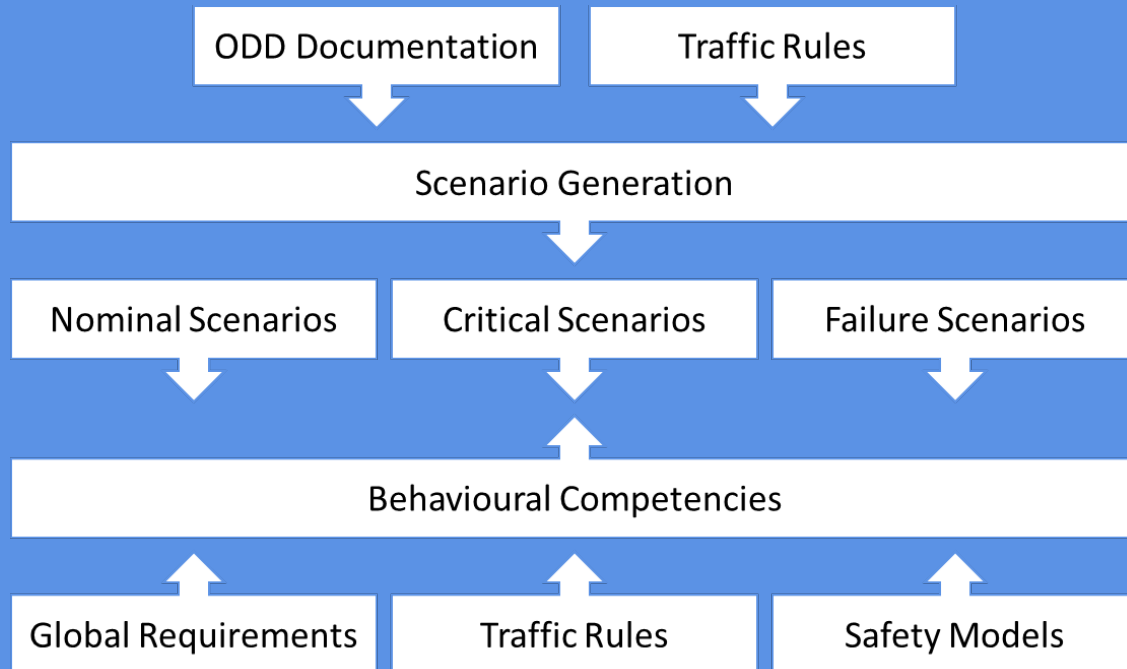 ODD Documentation
Traffic Rules
Scenario Generation
Nominal Scenarios
Critical Scenarios
Failure Scenarios
Behavioural Competencies
Global Requirements
Traffic Rules
Safety Models